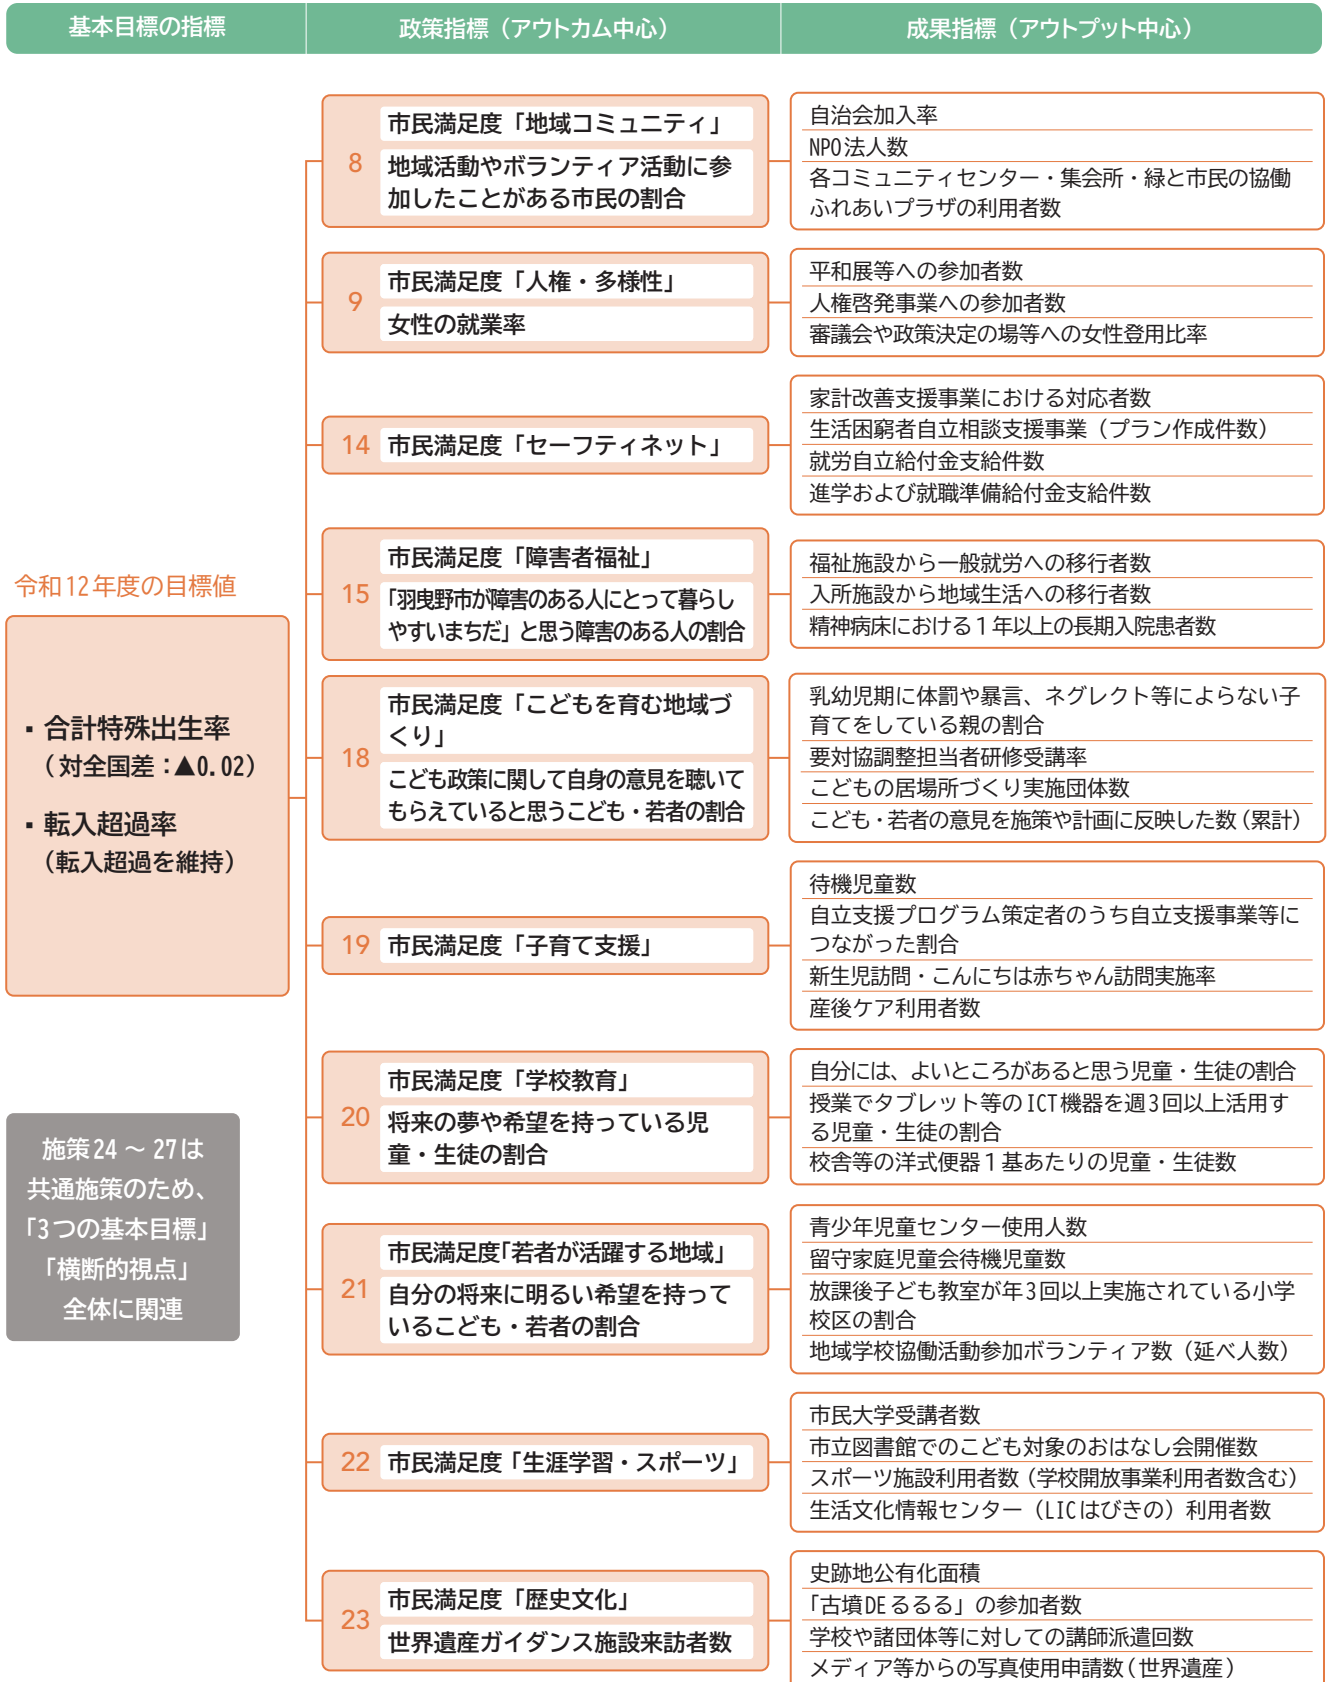 基本目標の指標
政策指標（アウトカム中心）
成果指標（アウトプット中心）
令和12年度の目標値
▪ 合計特殊出生率
（対全国差：▲0.02）
▪ 転入超過率
（転入超過を維持）
施策24 ～ 27は
共通施策のため、
「3つの基本目標」
「横断的視点」
全体に関連
8
市民満足度「地域コミュニティ」
地域活動やボランティア活動に参
加したことがある市民の割合
自治会加入率
NPO法人数
各コミュニティセンター・集会所・緑と市民の協働
ふれあいプラザの利用者数
9
市民満足度「人権・多様性」
女性の就業率
平和展等への参加者数
人権啓発事業への参加者数
審議会や政策決定の場等への女性登用比率
14
市民満足度「セーフティネット」
家計改善支援事業における対応者数
生活困窮者自立相談支援事業（プラン作成件数）
就労自立給付金支給件数
進学および就職準備給付金支給件数
15
市民満足度「障害者福祉」
「羽曳野市が障害のある人にとって暮らし
やすいまちだ」と思う障害のある人の割合
福祉施設から一般就労への移行者数
入所施設から地域生活への移行者数
精神病床における１年以上の長期入院患者数
18
市民満足度「こどもを育む地域づ
くり」
こども政策に関して自身の意見を聴いて
もらえていると思うこども・若者の割合
乳幼児期に体罰や暴言、ネグレクト等によらない子
育てをしている親の割合
要対協調整担当者研修受講率
こどもの居場所づくり実施団体数
こども・若者の意見を施策や計画に反映した数（累計）
19
市民満足度「子育て支援」
待機児童数
自立支援プログラム策定者のうち自立支援事業等に
つながった割合
新生児訪問・こんにちは赤ちゃん訪問実施率
産後ケア利用者数
20
市民満足度「学校教育」
将来の夢や希望を持っている児
童・生徒の割合
自分には、よいところがあると思う児童・生徒の割合
授業でタブレット等のICT機器を週3回以上活用す
る児童・生徒の割合
校舎等の洋式便器１基あたりの児童・生徒数
21
市民満足度「若者が活躍する地域」
自分の将来に明るい希望を持って
いるこども・若者の割合
青少年児童センター使用人数
留守家庭児童会待機児童数
放課後子ども教室が年3回以上実施されている小学
校区の割合
地域学校協働活動参加ボランティア数（延べ人数）
22
市民満足度「生涯学習・スポーツ」
市民大学受講者数
市立図書館でのこども対象のおはなし会開催数
スポーツ施設利用者数（学校開放事業利用者数含む）
生活文化情報センター（LICはびきの）利用者数
23
市民満足度「歴史文化」
世界遺産ガイダンス施設来訪者数
史跡地公有化面積
「古墳DEるるる」の参加者数
学校や諸団体等に対しての講師派遣回数
メディア等からの写真使用申請数（世界遺産）